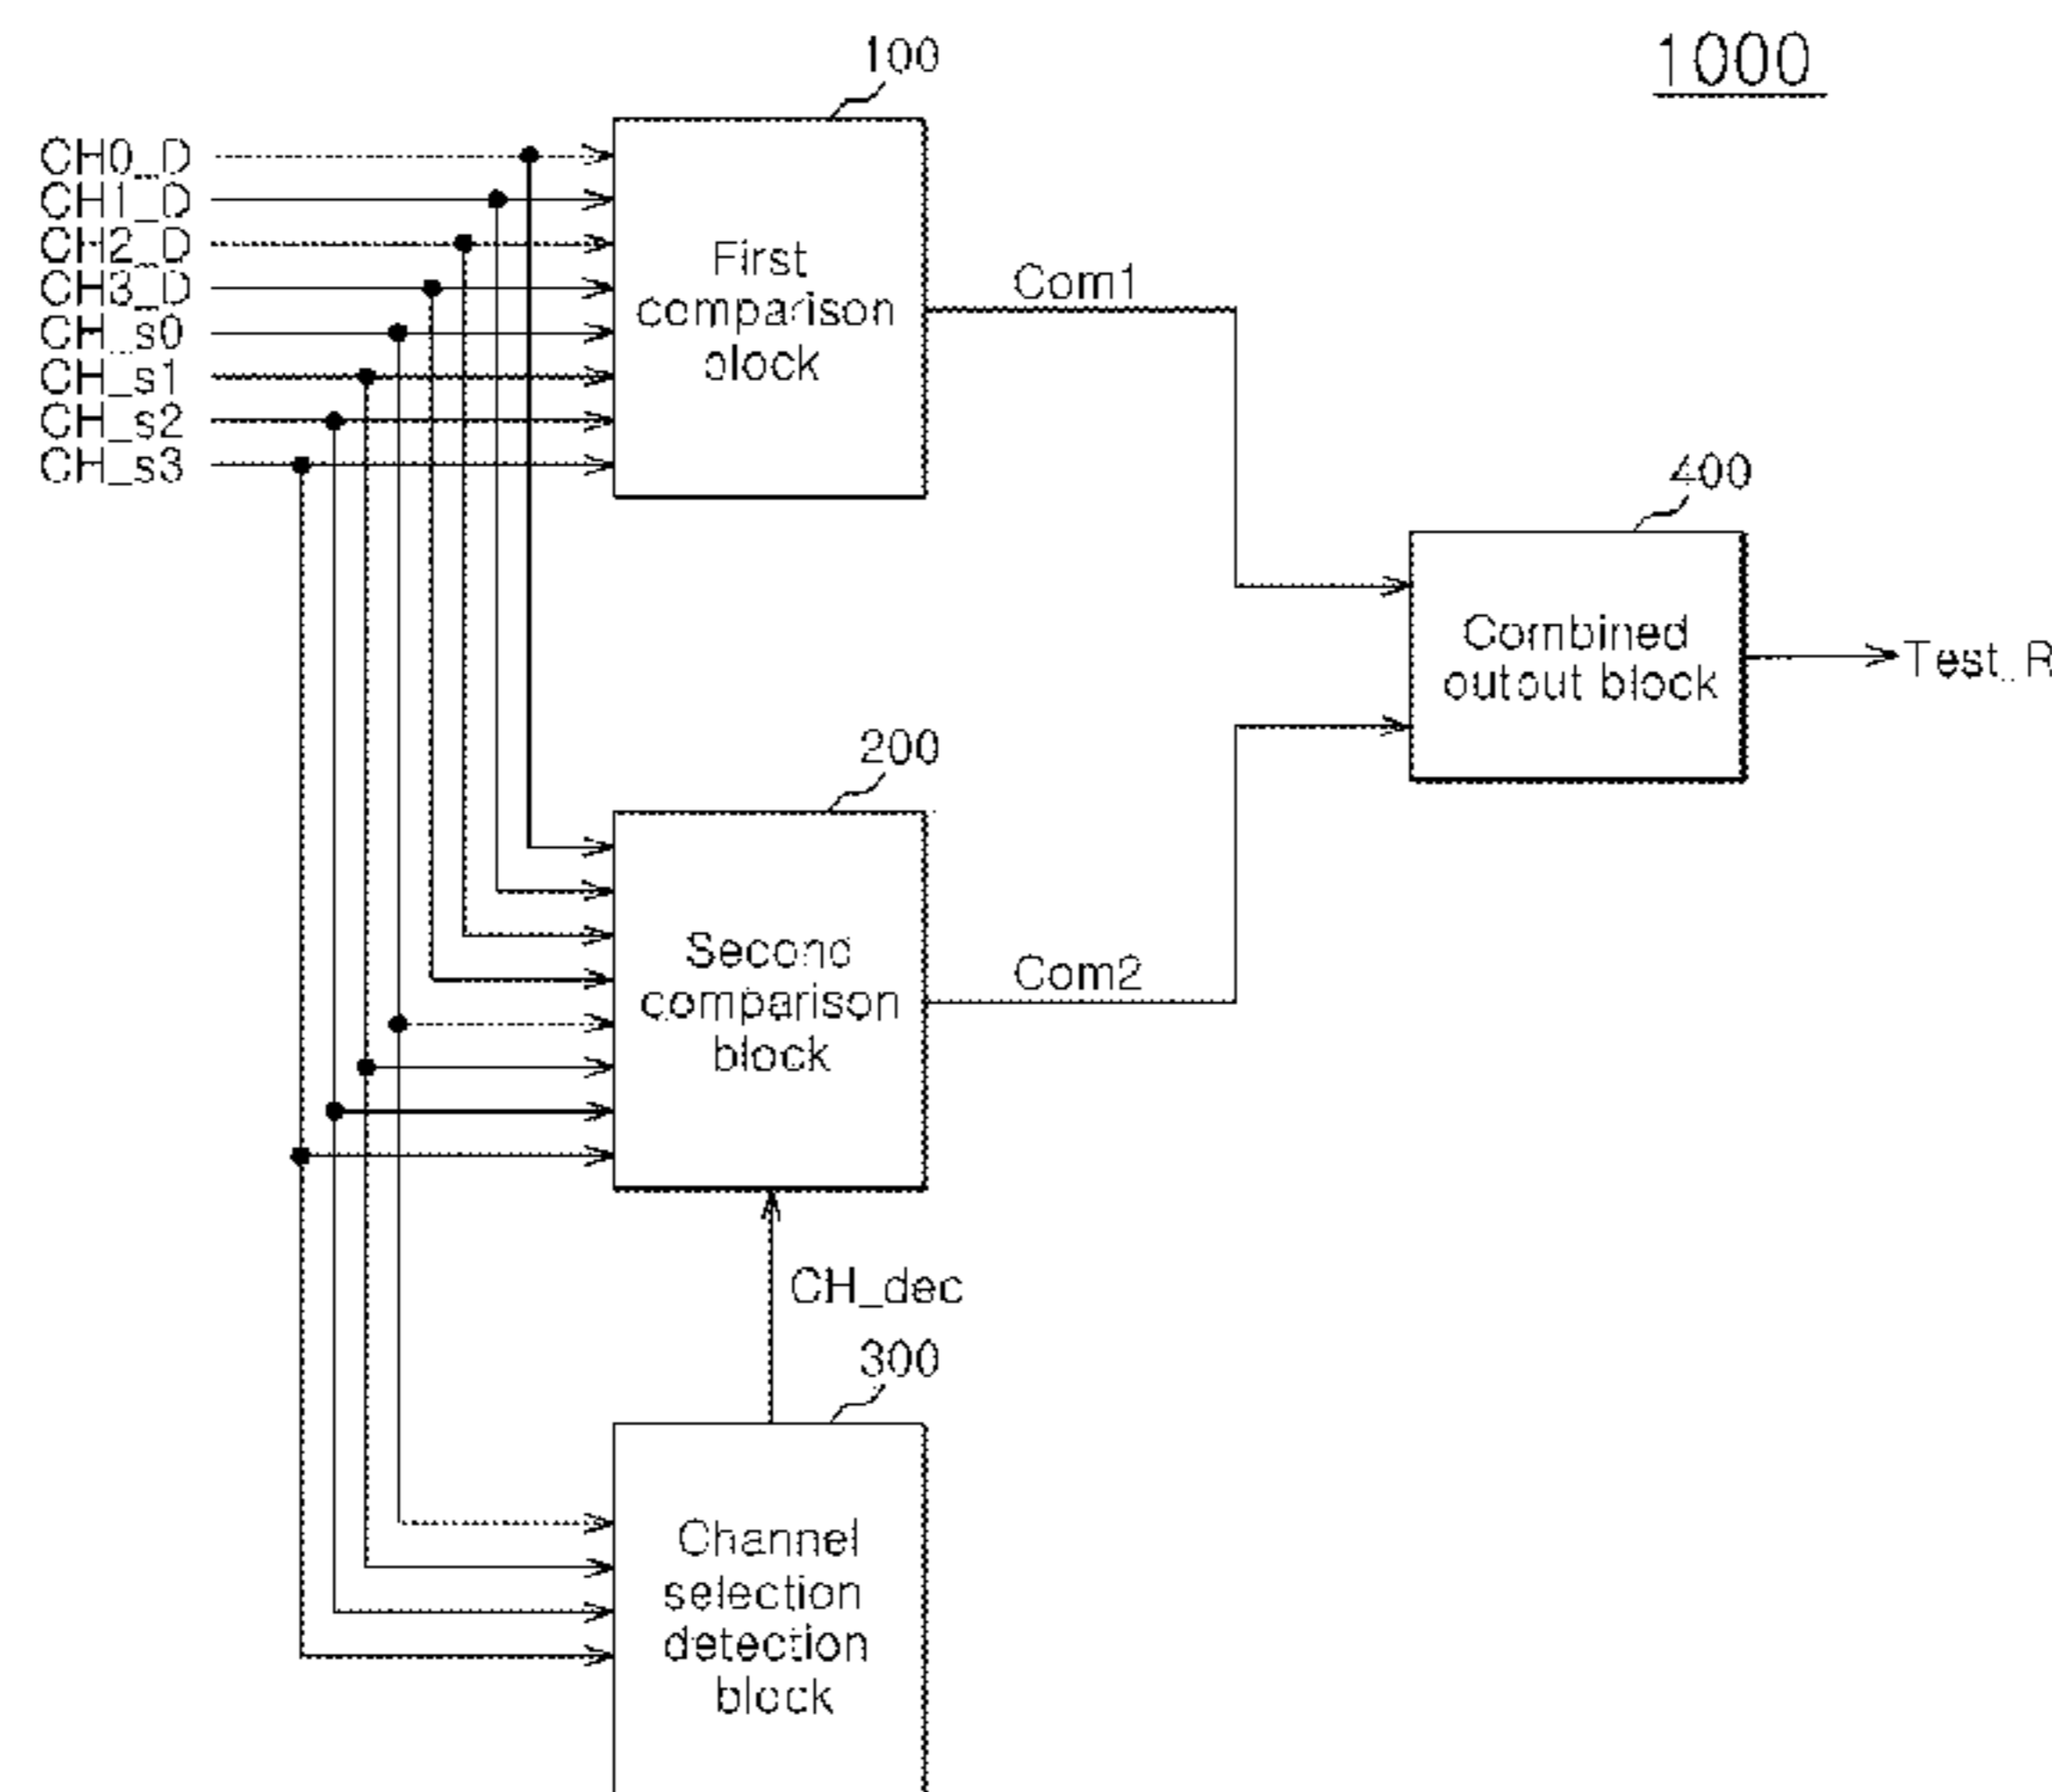 1000
100
CH0_D
CH1_D
CH2_D
CH3_D
CH_s0
CH_s1
CH_s2
CH_s3
First
comparison
block
Com1
400
Combined
output block
Test_R
200
Second
comparison
block
Com2
CH_dec
300
Channel
selection
detection
block